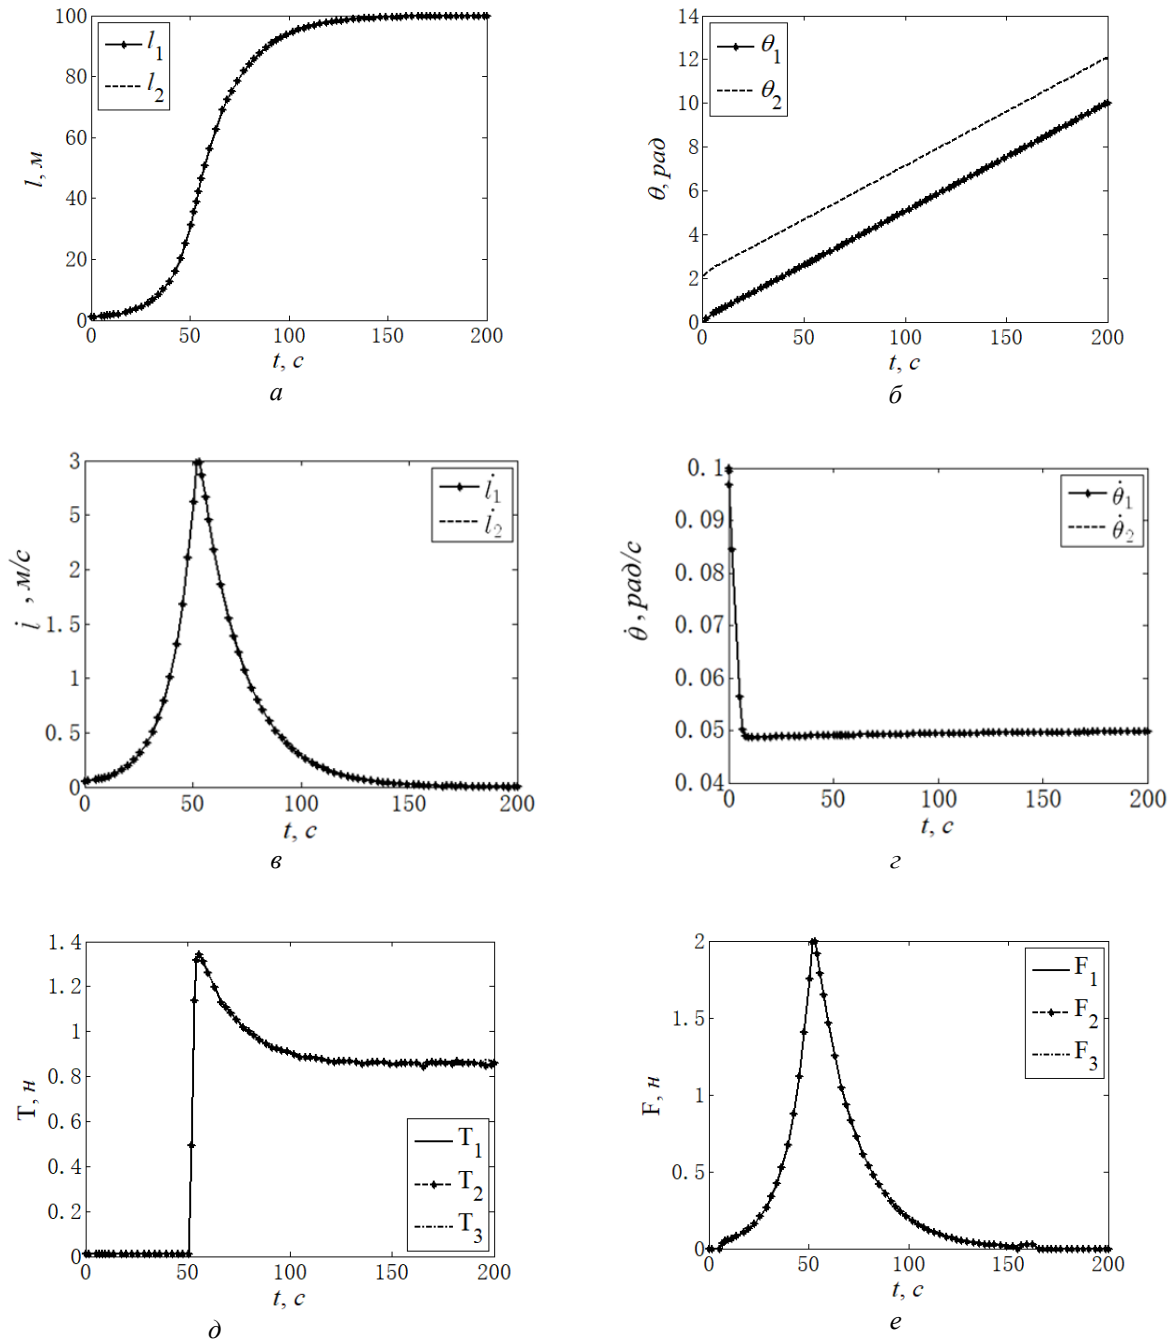 100
80
60
40
20
0
l, м
l1
l2
0 50 100 150 200
t, с
а
14
12
10
8
6
4
2
0
θ, рад
θ1
θ2
0 50 100 150 200
t, с
б
3
5
2
1.5
1
0.5
0
l̇ , м/с
l̇1
l̇2
0 50 100 150 200
t, с
в
0.1
0.09
0.08
0.07
0.06
0.05
0.04
θ̇ , рад/с
θ̇1
θ̇2
0 50 100 150 200
t, с
г
1.4
1.2
1
0.8
0.6
0.4
0.2
0
T, н
T1
T2
T3
0 50 100 150 200
t, с
д
2
1.5
1
0.5
0
F, н
F1
F2
F3
0 50 100 150 200
t, с
е